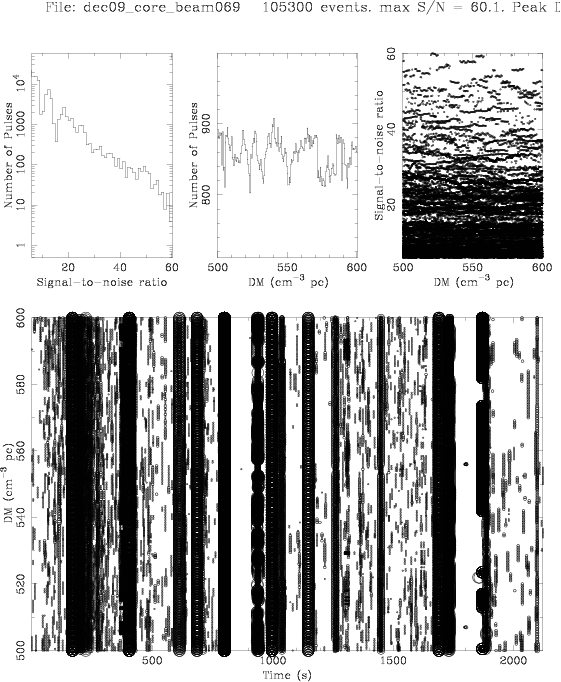 File: dec09_core_beam069 105300 events. max S/N = 60.1. Peak D
Number of Pulses
10⁴
1000
100
10
1
20 40 60
Signal-to-noise ratio
Number of Pulses
900
800
500 550 600
DM (cm⁻³ pc)
Signal-to-noise ratio
60
40
20
500 550 600
DM (cm⁻³ pc)
DM (cm⁻³ pc)
600
580
560
540
520
500
500 1000 1500 2000
Time (s)